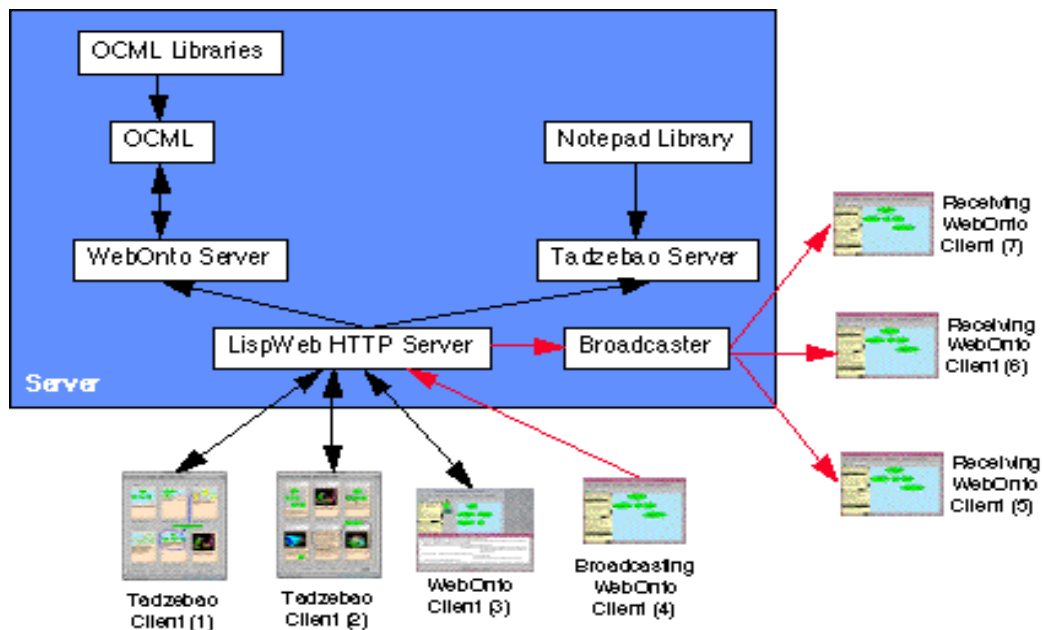 OCML Libraries
OCML
Notepad Library
WebOnto Server
Tadzebao Server
LispWeb HTTP Server
Broadcaster
Server
Receiving
WebOnto
Client (7)
Receiving
WebOnto
Client (6)
Receiving
WebOnto
Client (5)
Tadzebao
Client (1)
Tadzebao
Client (2)
WebOnto
Client (3)
Broadcasting
WebOnto
Client (4)